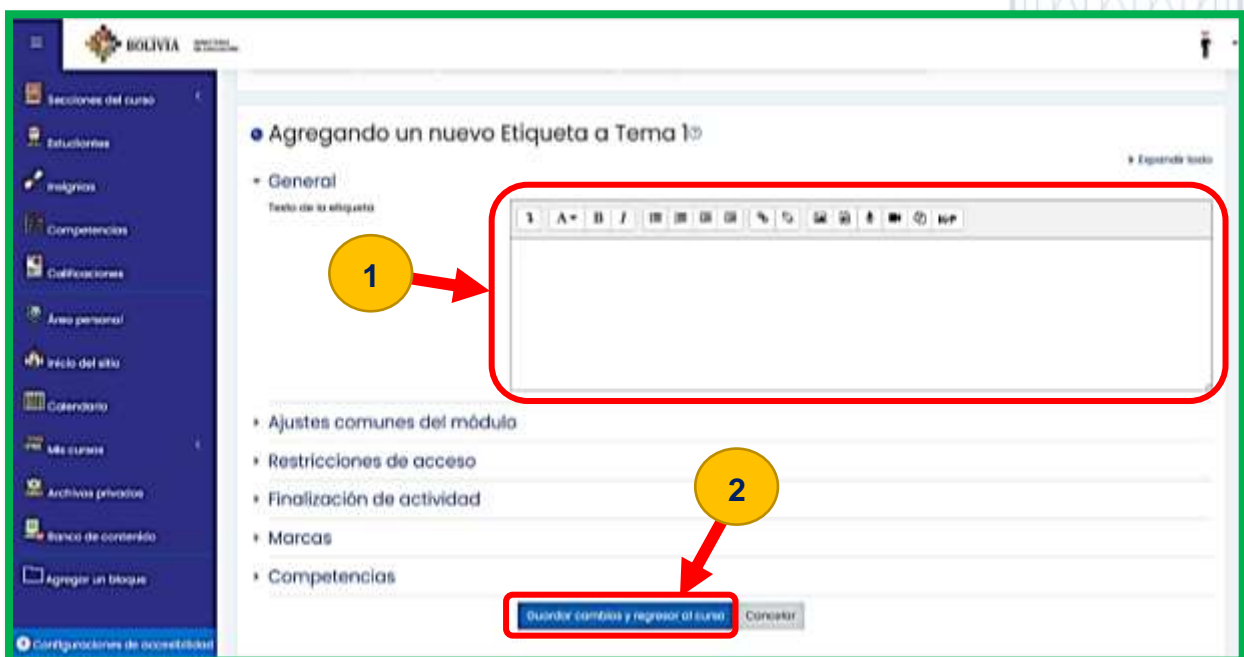 BOLIVIA
Secciones del curso
Estudiantes
Insignias
Competencias
Calificaciones
Área personal
Inicio del sitio
Calendario
Mis cursos
Archivos privados
Banco de contenido
Agregar un bloque
Configuraciones de accesibilidad
Agregando un nuevo Etiqueta a Tema 1
Expandir todo
General
Texto de la etiqueta
A B I H-P
1
Ajustes comunes del módulo
Restricciones de acceso
Finalización de actividad
2
Marcas
Competencias
Guardar cambios y regresar al curso Cancelar